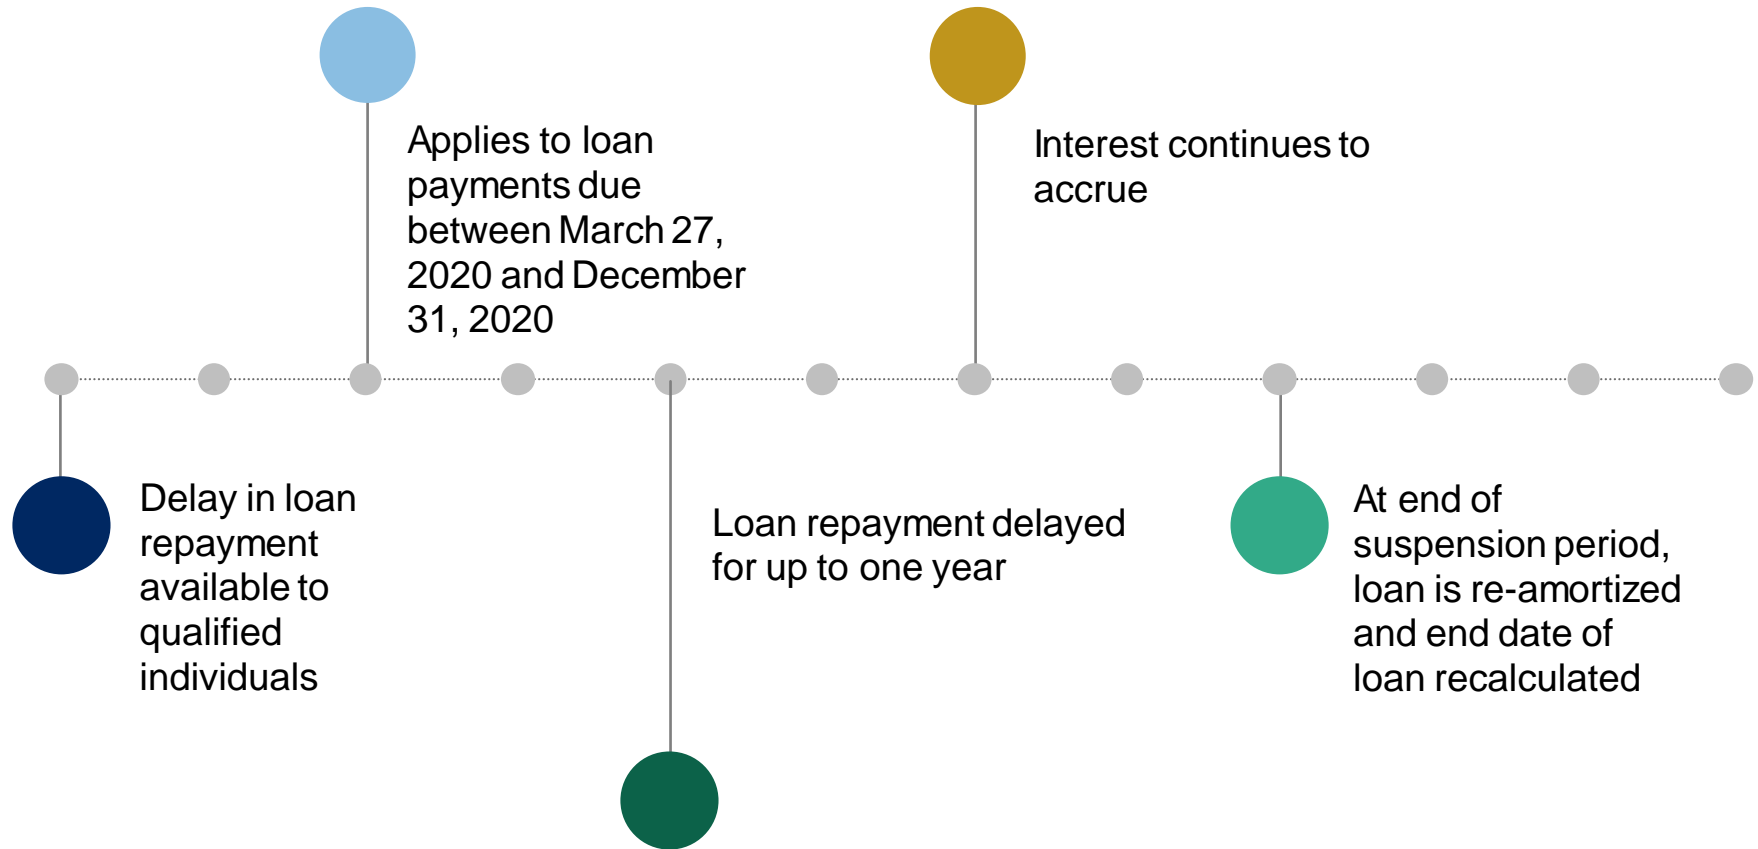 Applies to loan
payments due
between March 27,
2020 and December
31, 2020
Interest continues to
accrue
Delay in loan
repayment
available to
qualified
individuals
Loan repayment delayed
for up to one year
At end of
suspension period,
loan is re-amortized
and end date of
loan recalculated